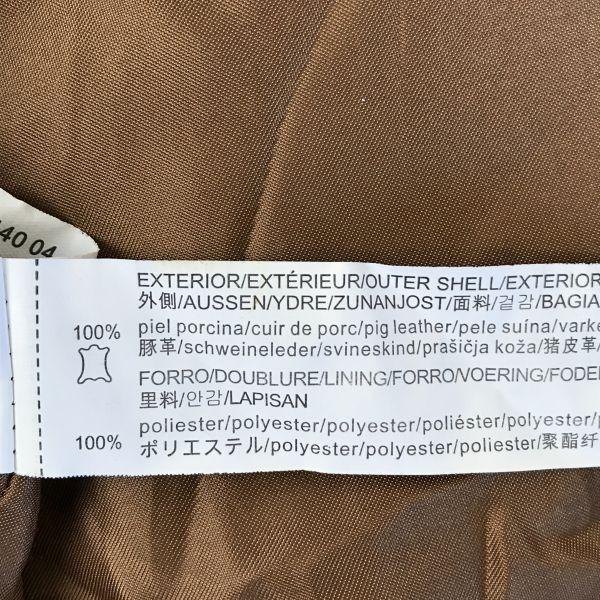 40 04
EXTERIOR/EXTÉRIEUR/OUTER SHELL/EXTERIOR
外側/AUSSEN/YDRE/ZUNANJOST/面料/겉감/BAGIA
100% piel porcina/cuir de porc/pig leather/pele suína/varke
豚革/schweineleder/svineskind/prašičja koža/猪皮革/
FORRO/DOUBLURE/LINING/FORRO/VOERING/FODE
里料/안감/LAPISAN
100% poliester/polyester/polyester/poliéster/polyester/p
ポリエステル/polyester/polyester/poliester/聚酯纤